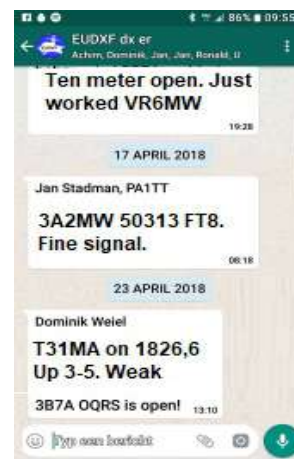 86% 09:55
EUDXF dx er
Achim, Dominik, Jan, Jan, Ronald, U
Ten meter open. Just
worked VR6MW
19:28
17 APRIL 2018
Jan Stadman, PA1TT
3A2MW 50313 FT8.
Fine signal.
08:18
23 APRIL 2018
Dominik Weiel
T31MA on 1826,6
Up 3-5. Weak
3B7A OQRS is open! 13:10
Typ een bericht